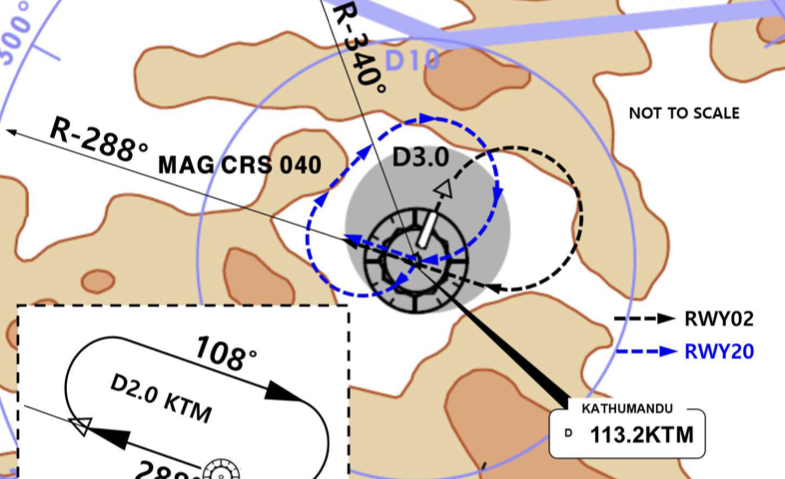 R-340°
300°
D10
NOT TO SCALE
R-288°
MAG CRS 040
D3.0
RWY02
RWY20
108°
D2.0 KTM
KATHUMANDU
D 113.2KTM